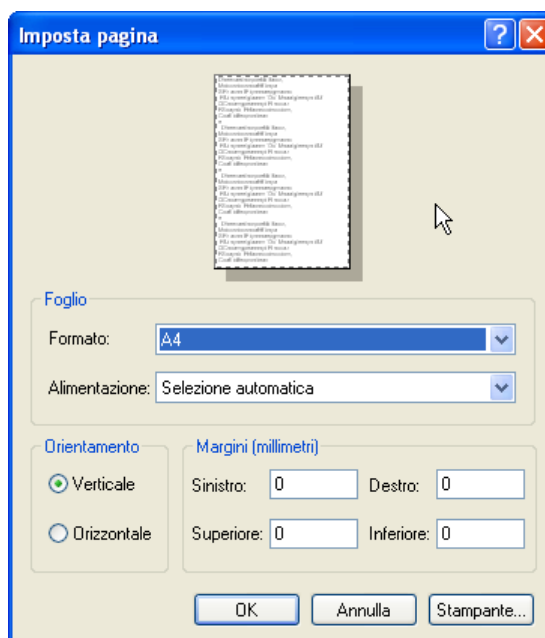 Imposta pagina
Foglio
Formato: A4
Alimentazione: Selezione automatica
Orientamento
Verticale
Orizzontale
Margini (millimetri)
Sinistro: 0 Destro: 0
Superiore: 0 Inferiore: 0
OK Annulla Stampante...